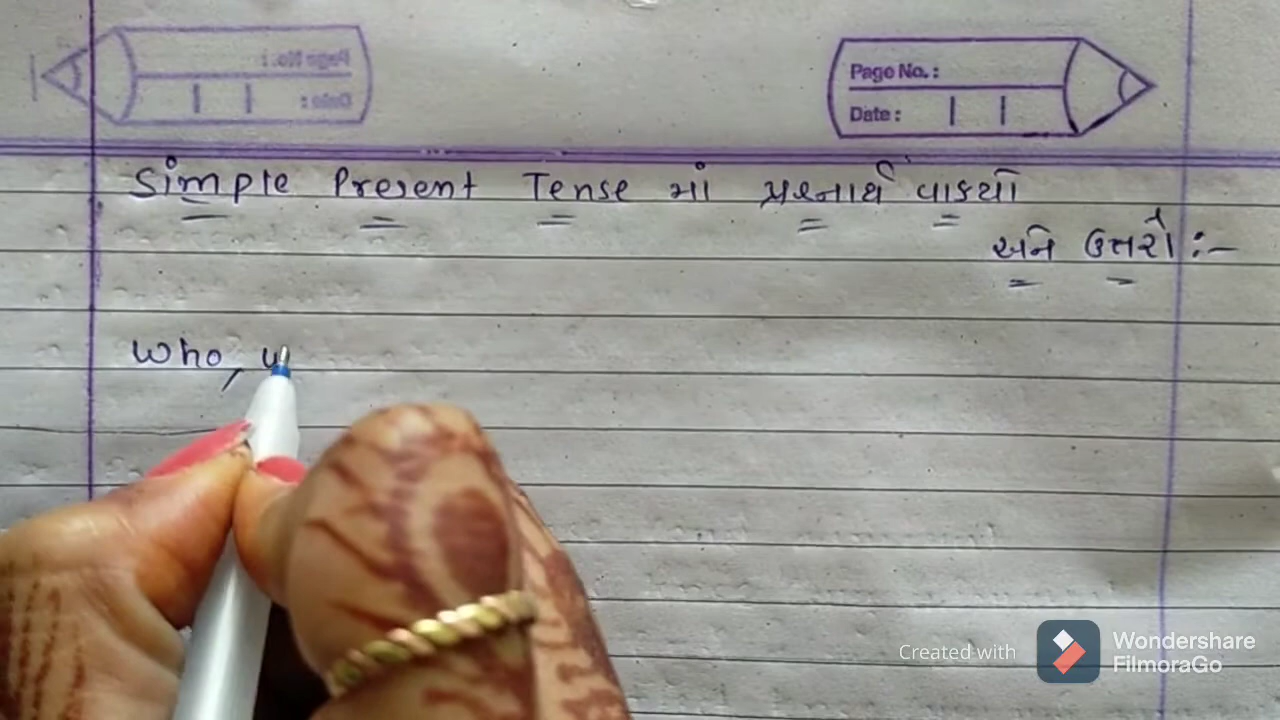 Page No. :
Date :
Simple Present Tense માં પ્રશ્નાર્થ વાક્યો
અને ઉત્તરો :-
Who, w
Created with Wondershare FilmoraGo